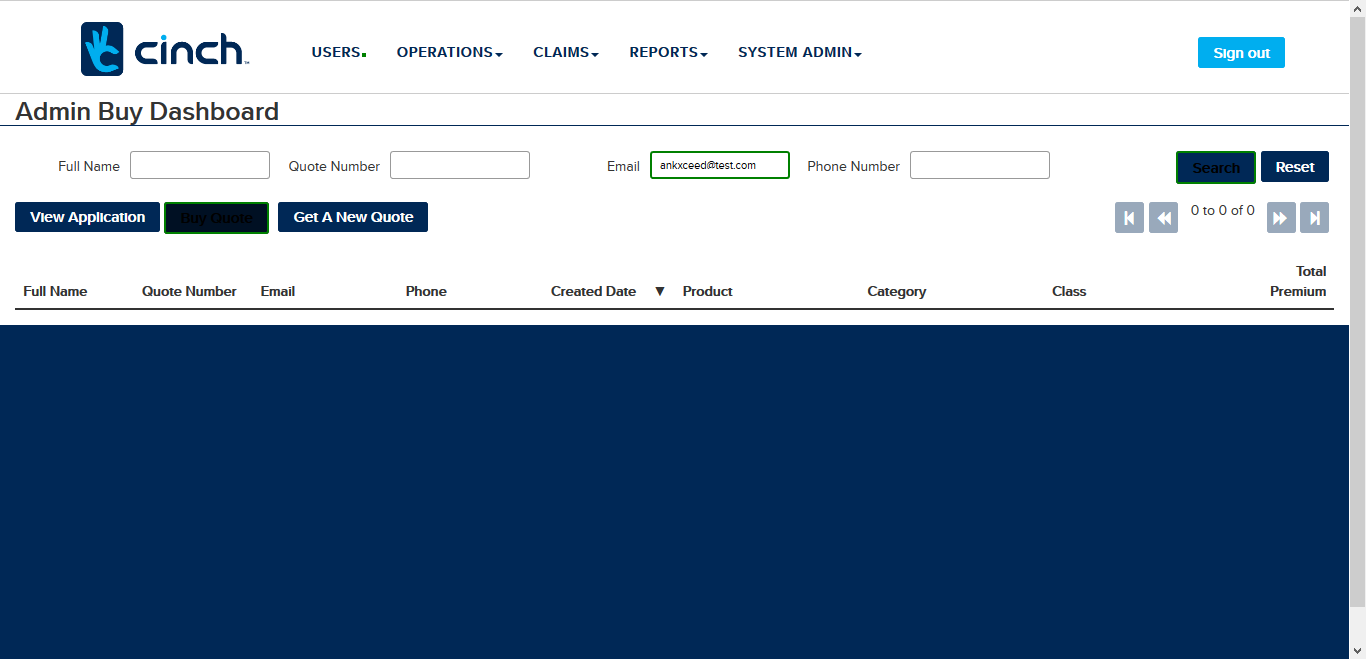 cinch™
USERS OPERATIONS CLAIMS REPORTS SYSTEM ADMIN Sign out
Admin Buy Dashboard
Full Name Quote Number Email ankxceed@test.com Phone Number Search Reset
View Application Buy Quote Get A New Quote 0 to 0 of 0
Full Name Quote Number Email Phone Created Date ▼ Product Category Class Total Premium